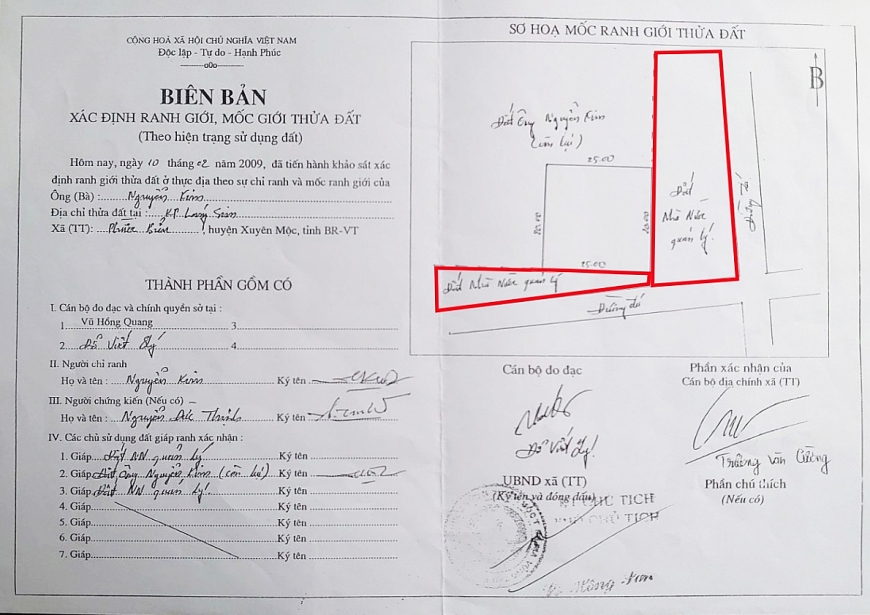 CÔNG HOÀ XÃ HỘI CHỦ NGHĨA VIỆT NAM
Độc lập - Tự do - Hạnh Phúc
BIÊN BẢN
XÁC ĐỊNH RANH GIỚI, MỐC GIỚI THỬA ĐẤT
(Theo hiện trạng sử dụng đất)
Hôm nay, ngày 10 tháng 02 năm 2009, đã tiến hành khảo sát xác
định ranh giới thửa đất ở thực địa theo sự chỉ ranh và mốc ranh giới của
Ông (Bà) : Nguyễn Kim
Địa chỉ thửa đất tại : KP Láng
Xã (TT): Phước Bửu, huyện Xuyên Mộc, tỉnh BR-VT
THÀNH PHẦN GỒM CÓ
I. Cán bộ đo đạc và chính quyền sở tại :
1. Vũ Hồng Quang 3
2. Đỗ Viết 4
II. Người chỉ ranh
Họ và tên : Nguyễn Kim Ký tên
III. Người chứng kiến (Nếu có)
Họ và tên : Nguyễn Đức Thịnh Ký tên
IV. Các chủ sử dụng đất giáp ranh xác nhận :
1. Giáp Đất NN quản lý Ký tên
2. Giáp Đất Ông Nguyễn Kim (còn lại) Ký tên
3. Giáp Đất NN quản lý Ký tên
4. Giáp Ký tên
5. Giáp Ký tên
6. Giáp Ký tên
7. Giáp Ký tên
SƠ HOẠ MỐC RANH GIỚI THỬA ĐẤT
B
Đất Ông Nguyễn Kim
(còn lại)
25.00
20.00
20.00
25.00
Đất
Nhà Nước
quản lý
Đường đá
Đất Nhà Nước quản lý
Đường đá
Cán bộ đo đạc
Đỗ Viết
UBND xã (TT)
(Ký tên và đóng dấu)
KT CHỦ TỊCH
PHÓ CHỦ TỊCH
Phần xác nhận của
Cán bộ địa chính xã (TT)
Trương Văn Cường
Phần chú thích
(Nếu có)